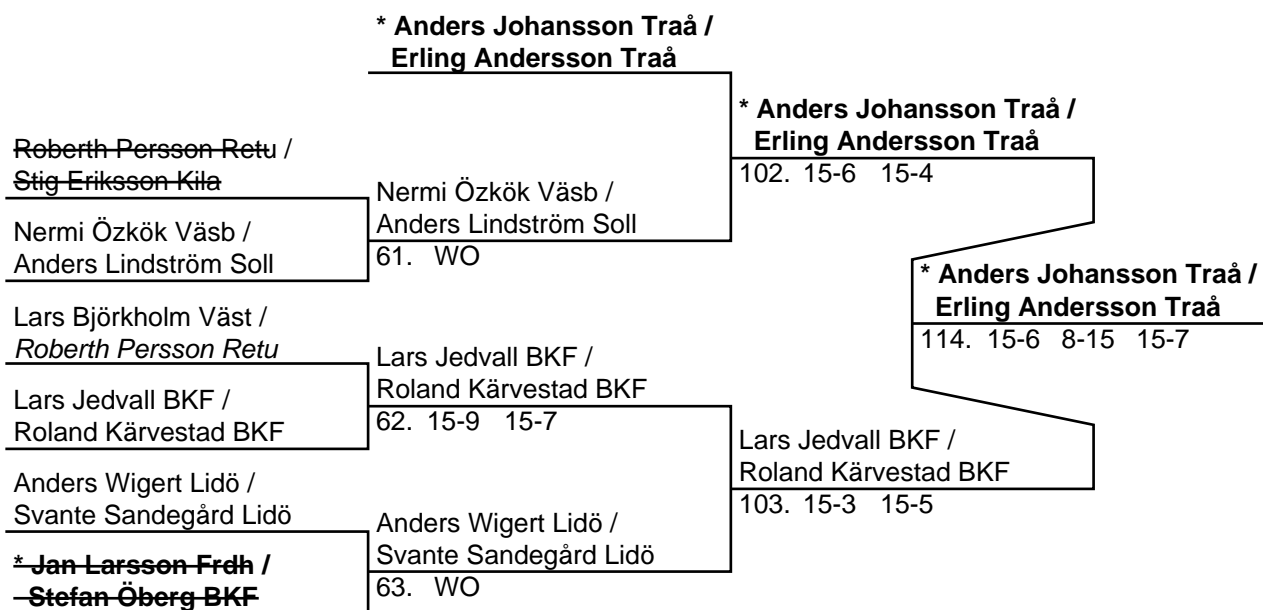 * Anders Johansson Traå /
Erling Andersson Traå
* Anders Johansson Traå /
Erling Andersson Traå
102. 15-6 15-4
Roberth Persson Retu /
Stig Eriksson Kila
Nermi Özkök Väsb /
Anders Lindström Soll
61. WO
Nermi Özkök Väsb /
Anders Lindström Soll
* Anders Johansson Traå /
Erling Andersson Traå
114. 15-6 8-15 15-7
Lars Björkholm Väst /
Roberth Persson Retu
Lars Jedvall BKF /
Roland Kärvestad BKF
62. 15-9 15-7
Lars Jedvall BKF /
Roland Kärvestad BKF
Lars Jedvall BKF /
Roland Kärvestad BKF
103. 15-3 15-5
Anders Wigert Lidö /
Svante Sandegård Lidö
Anders Wigert Lidö /
Svante Sandegård Lidö
63. WO
* Jan Larsson Frdh /
Stefan Öberg BKF